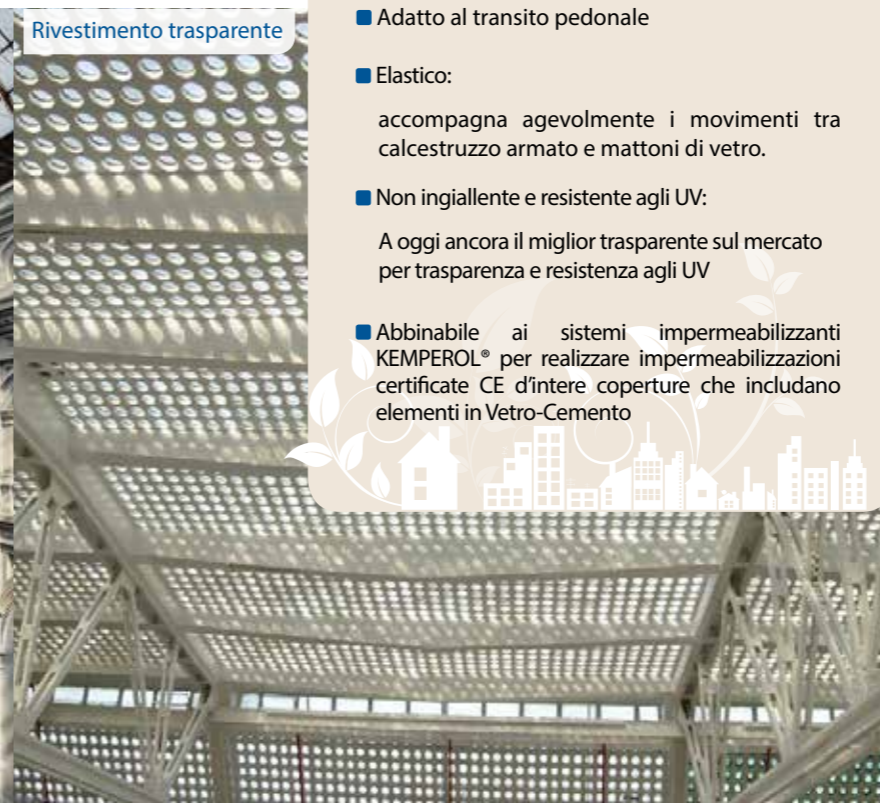 Rivestimento trasparente
■ Adatto al transito pedonale
■ Elastico:
accompagna agevolmente i movimenti tra
calcestruzzo armato e mattoni di vetro.
■ Non ingiallente e resistente agli UV:
A oggi ancora il miglior trasparente sul mercato
per trasparenza e resistenza agli UV
■ Abbinabile ai sistemi impermeabilizzanti
KEMPEROL® per realizzare impermeabilizzazioni
certificate CE d’intere coperture che includano
elementi in Vetro-Cemento